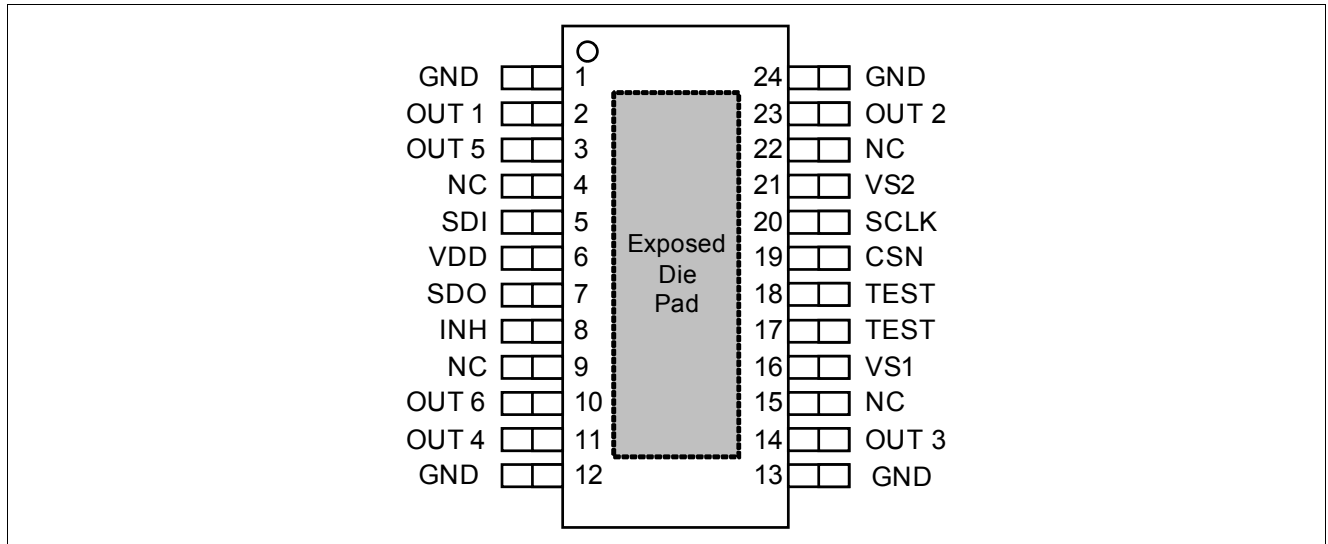 GND 1 24 GND
OUT 1 2 23 OUT 2
OUT 5 3 22 NC
NC 4 21 VS2
SDI 5 20 SCLK
VDD 6 19 CSN
SDO 7 18 TEST
INH 8 17 TEST
NC 9 16 VS1
OUT 6 10 15 NC
OUT 4 11 14 OUT 3
GND 12 13 GND
Exposed
Die
Pad